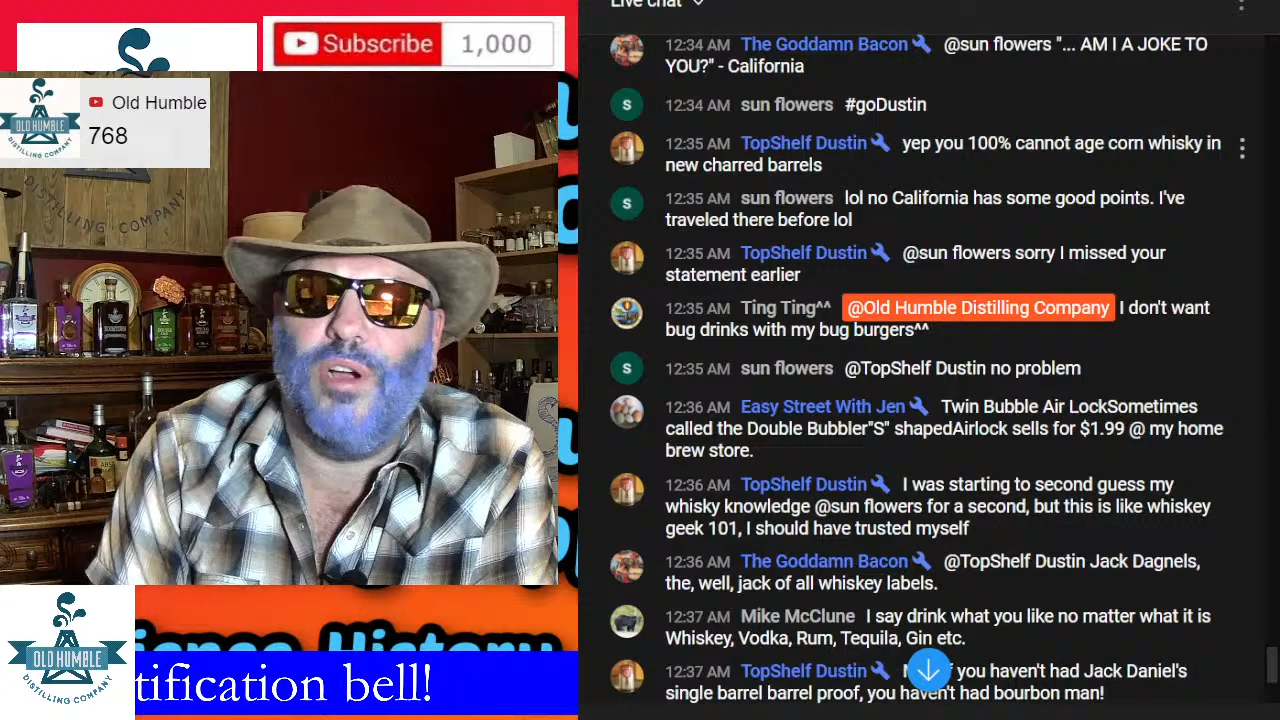 Subscribe
1,000
Old Humble
768
OLD HUMBLE
DISTILLING COMPANY
DISTILLING COMPANY
OLD HUMBLE
DISTILLING COMPANY
tification bell!
Live chat
12:34 AM The Goddamn Bacon @sun flowers "... AM I A JOKE TO
YOU?" - California
12:34 AM sun flowers #goDustin
12:35 AM TopShelf Dustin yep you 100% cannot age corn whisky in
new charred barrels
12:35 AM sun flowers lol no California has some good points. I've
traveled there before lol
12:35 AM TopShelf Dustin @sun flowers sorry I missed your
statement earlier
12:35 AM Ting Ting^^ @Old Humble Distilling Company I don't want
bug drinks with my bug burgers^^
12:35 AM sun flowers @TopShelf Dustin no problem
12:36 AM Easy Street With Jen Twin Bubble Air LockSometimes
called the Double Bubbler"S" shapedAirlock sells for $1.99 @ my home
brew store.
12:36 AM TopShelf Dustin I was starting to second guess my
whisky knowledge @sun flowers for a second, but this is like whiskey
geek 101, I should have trusted myself
12:36 AM The Goddamn Bacon @TopShelf Dustin Jack Dagnels,
the, well, jack of all whiskey labels.
12:37 AM Mike McClune I say drink what you like no matter what it is
Whiskey, Vodka, Rum, Tequila, Gin etc.
12:37 AM TopShelf Dustin you haven't had Jack Daniel's
single barrel barrel proof, you haven't had bourbon man!